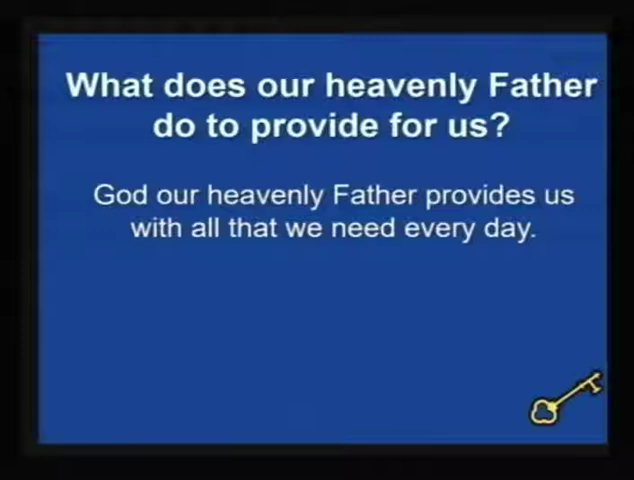 What does our heavenly Father
do to provide for us?
God our heavenly Father provides us
with all that we need every day.